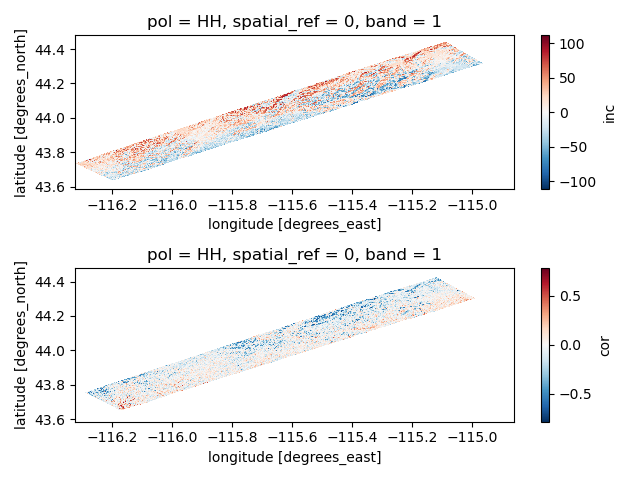 pol = HH, spatial_ref = 0, band = 1
44.4
44.2
44.0
43.8
43.6
latitude [degrees_north]
−116.2 −116.0 −115.8 −115.6 −115.4 −115.2 −115.0
longitude [degrees_east]
100
50
0
−50
−100
inc
pol = HH, spatial_ref = 0, band = 1
44.4
44.2
44.0
43.8
43.6
latitude [degrees_north]
−116.2 −116.0 −115.8 −115.6 −115.4 −115.2 −115.0
longitude [degrees_east]
0.5
0.0
−0.5
cor